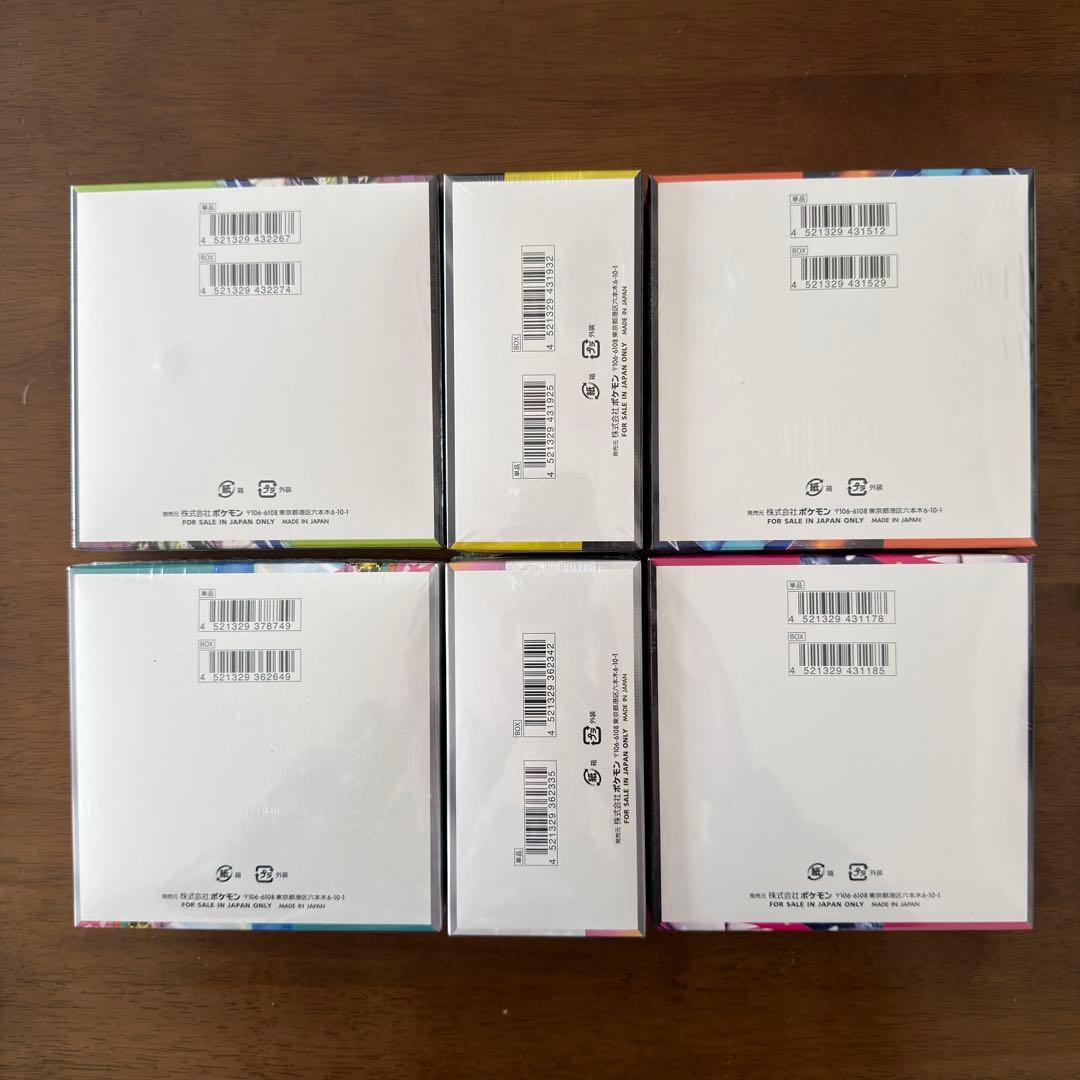 単品
4 521329 432267
BOX
4 521329 432274
紙 箱 プラ 外装
発売元 株式会社ポケモン 〒106-6108 東京都港区六本木6-10-1
FOR SALE IN JAPAN ONLY MADE IN JAPAN
BOX
4 521329 431932
単品
4 521329 431925
紙 箱 プラ 外装
発売元 株式会社ポケモン 〒106-6108 東京都港区六本木6-10-1
FOR SALE IN JAPAN ONLY MADE IN JAPAN
単品
4 521329 431512
BOX
4 521329 431529
紙 箱 プラ 外装
発売元 株式会社ポケモン 〒106-6108 東京都港区六本木6-10-1
FOR SALE IN JAPAN ONLY MADE IN JAPAN
単品
4 521329 378749
BOX
4 521329 362649
紙 箱 プラ 外装
発売元 株式会社ポケモン 〒106-6108 東京都港区六本木6-10-1
FOR SALE IN JAPAN ONLY MADE IN JAPAN
BOX
4 521329 362342
単品
4 521329 362335
紙 箱 プラ 外装
発売元 株式会社ポケモン 〒106-6108 東京都港区六本木6-10-1
FOR SALE IN JAPAN ONLY MADE IN JAPAN
単品
4 521329 431178
BOX
4 521329 431185
紙 箱 プラ 外装
発売元 株式会社ポケモン 〒106-6108 東京都港区六本木6-10-1
FOR SALE IN JAPAN ONLY MADE IN JAPAN